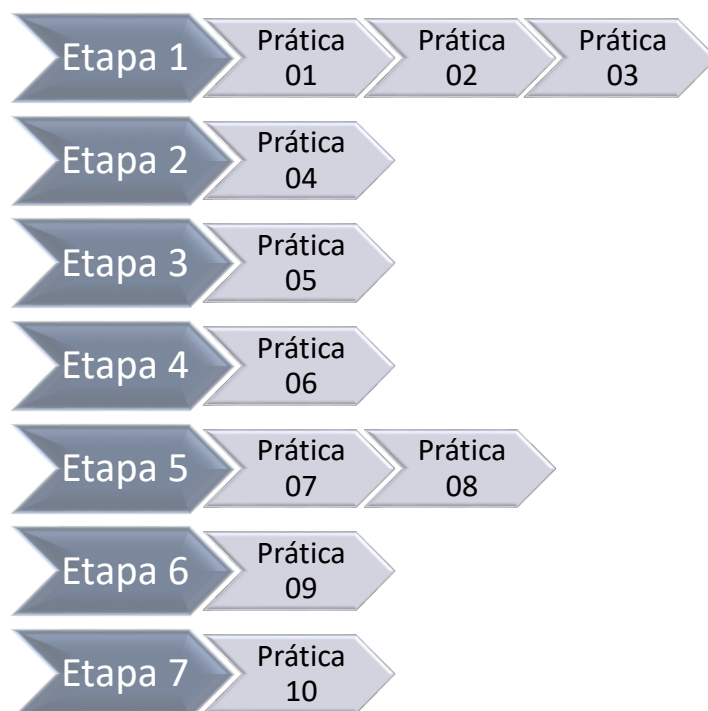 Etapa 1
Prática
01
Prática
02
Prática
03
Etapa 2
Prática
04
Etapa 3
Prática
05
Etapa 4
Prática
06
Etapa 5
Prática
07
Prática
08
Etapa 6
Prática
09
Etapa 7
Prática
10